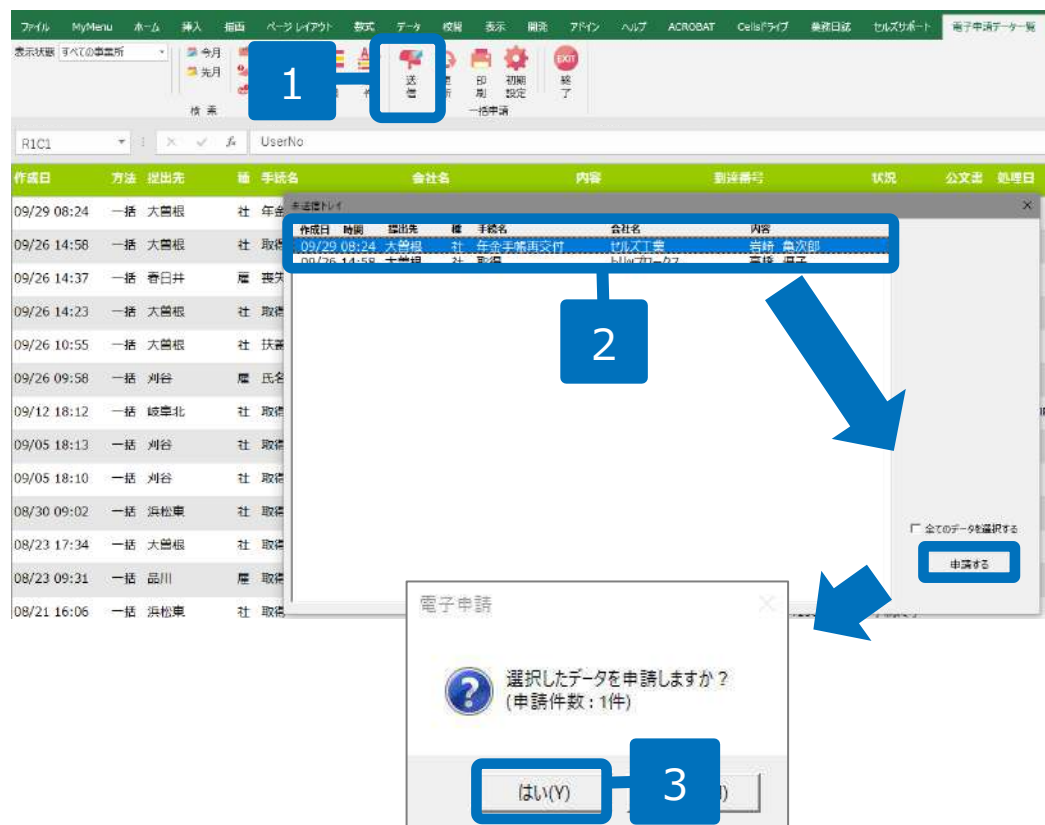 ファイル MyMenu ホーム 挿入 描画 ページ レイアウト 数式 データ 校閲 表示 開発 アドイン ヘルプ ACROBAT Cellsドライブ 業務日誌 セルズサポート 電子申請データ一覧
表示状態 すべての事業所
今月
先月
検索
1
送信
印刷
初期設定
EXIT
終了
一括申請
R1C1 fx UserNo
作成日 方法 提出先 種 手続名 会社名 内容 到達番号 状況 公文書 処理日
09/29 08:24 一括 大曽根 社 年金
09/26 14:58 一括 大曽根 社 取得
09/26 14:37 一括 春日井 雇 喪失
09/26 14:23 一括 大曽根 社 取得
09/26 10:55 一括 大曽根 社 扶養
09/26 09:58 一括 刈谷 雇 氏名
09/12 18:12 一括 岐阜北 社 取得
09/05 18:13 一括 刈谷 社 取得
09/05 18:10 一括 刈谷 社 取得
08/30 09:02 一括 浜松東 社 取得
08/23 17:34 一括 大曽根 社 取得
08/23 09:31 一括 品川 雇 取得
08/21 16:06 一括 浜松東 社 取得
未送信トレイ
作成日 時間 提出先 種 手続名 会社名 内容
09/29 08:24 大曽根 社 年金手帳再交付 セルズ工業 岩崎 亀次郎
09/26 14:58 大曽根 社 取得
2
全てのデータを選択する
申請する
電子申請
選択したデータを申請しますか？
(申請件数：1件)
はい(Y)
3